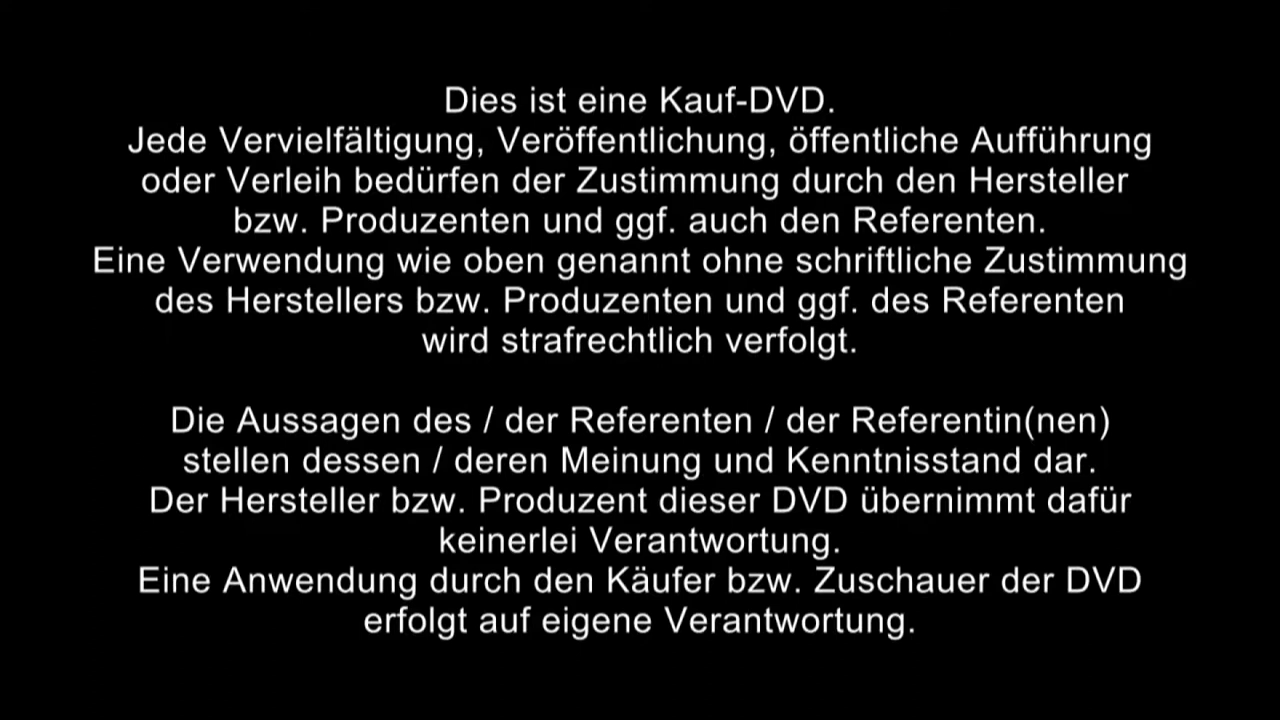 Dies ist eine Kauf-DVD.
Jede Vervielfältigung, Veröffentlichung, öffentliche Aufführung
oder Verleih bedürfen der Zustimmung durch den Hersteller
bzw. Produzenten und ggf. auch den Referenten.
Eine Verwendung wie oben genannt ohne schriftliche Zustimmung
des Herstellers bzw. Produzenten und ggf. des Referenten
wird strafrechtlich verfolgt.
Die Aussagen des / der Referenten / der Referentin(nen)
stellen dessen / deren Meinung und Kenntnisstand dar.
Der Hersteller bzw. Produzent dieser DVD übernimmt dafür
keinerlei Verantwortung.
Eine Anwendung durch den Käufer bzw. Zuschauer der DVD
erfolgt auf eigene Verantwortung.